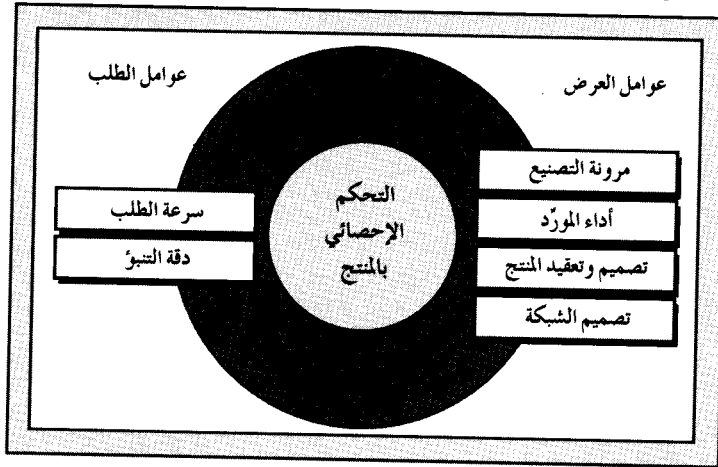 عوامل العرض
عوامل الطلب
مرونة التصنيع
أداء المورّد
تصميم وتعقيد المنتج
تصميم الشبكة
التحكم
الإحصائي
بالمنتج
سرعة الطلب
دقة التنبؤ